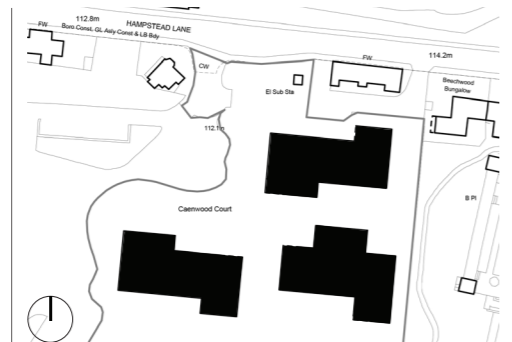 112.8m
HAMPSTEAD LANE
FW
Boro Const, GL Asly Const & LB Bdy
FW
114.2m
CW
El Sub Sta
Beechwood
Bungalow
112.1m
B Pl
Caenwood Court